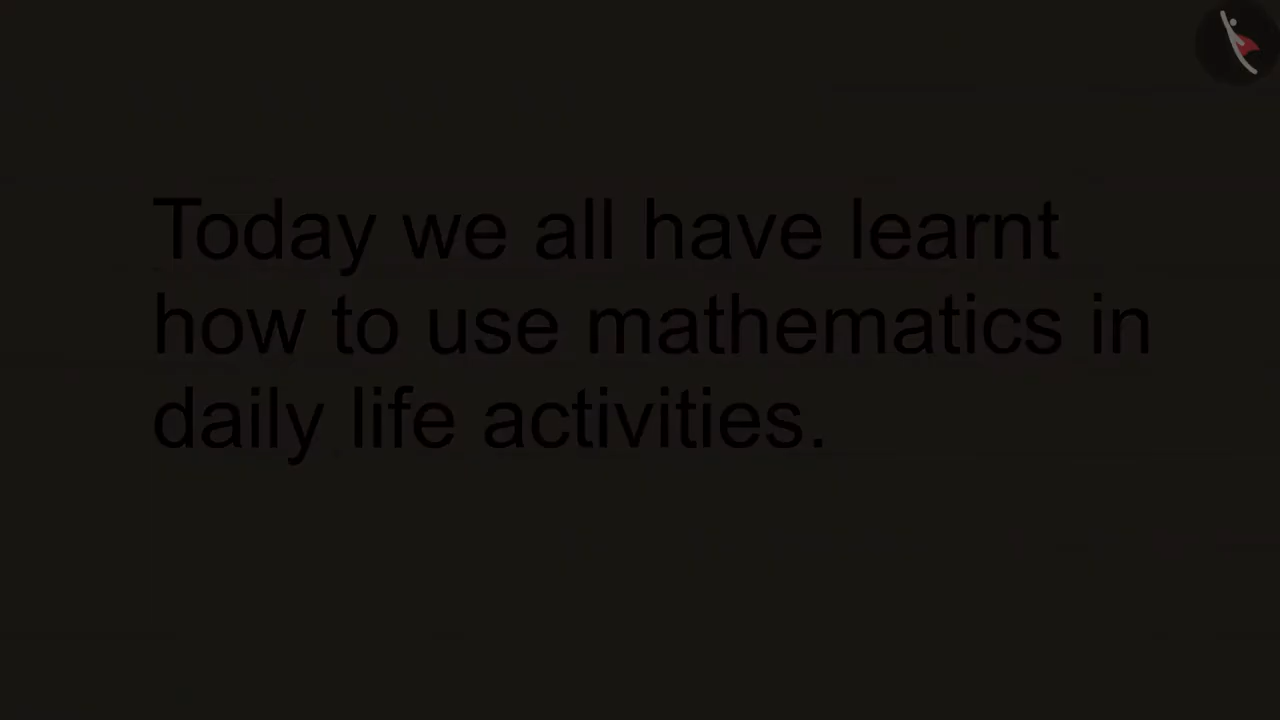 Today we all have learnt
how to use mathematics in
daily life activities.